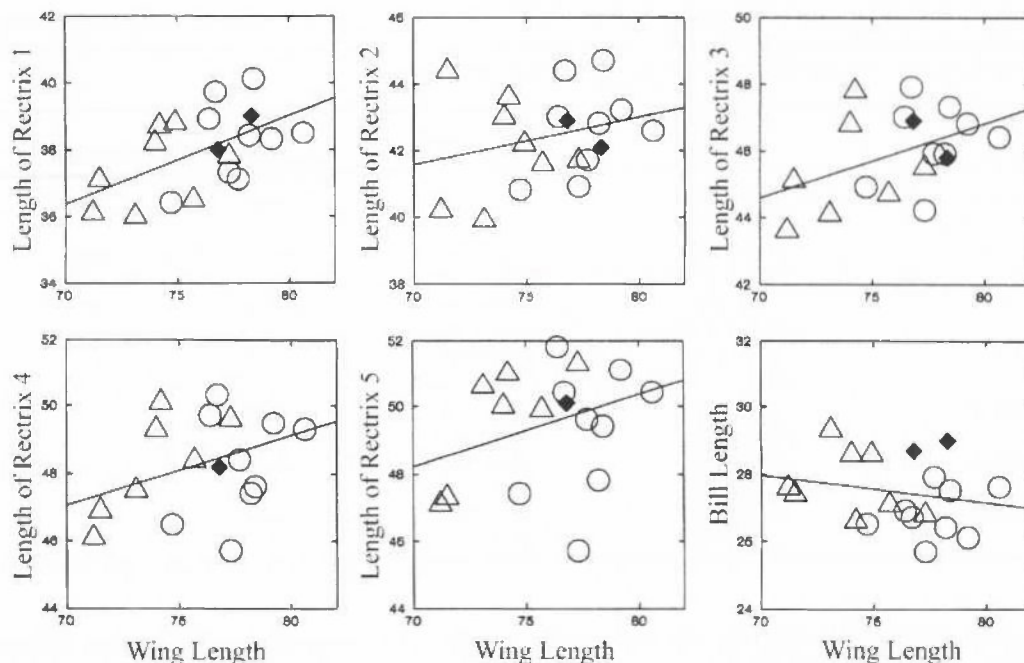 Length of Rectrix 1
42
40
38
36
34
70 75 80
Length of Rectrix 2
46
44
42
40
38
70 75 80
Length of Rectrix 3
50
48
46
44
42
70 75 80
Length of Rectrix 4
52
50
48
46
44
70 75 80
Wing Length
Length of Rectrix 5
52
50
48
46
44
70 75 80
Wing Length
Bill Length
32
30
28
26
24
70 75 80
Wing Length